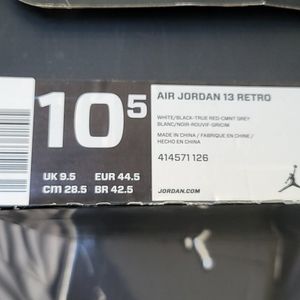 10 5
UK 9.5 EUR 44.5
CM 28.5 BR 42.5
AIR JORDAN 13 RETRO
WHITE/BLACK-TRUE RED-CMNT GREY
BLANC/NOIR-ROUVIF-GRICIM
MADE IN CHINA / FABRIQUE EN CHINE /
HECHO EN CHINA
414571 126
JORDAN.COM